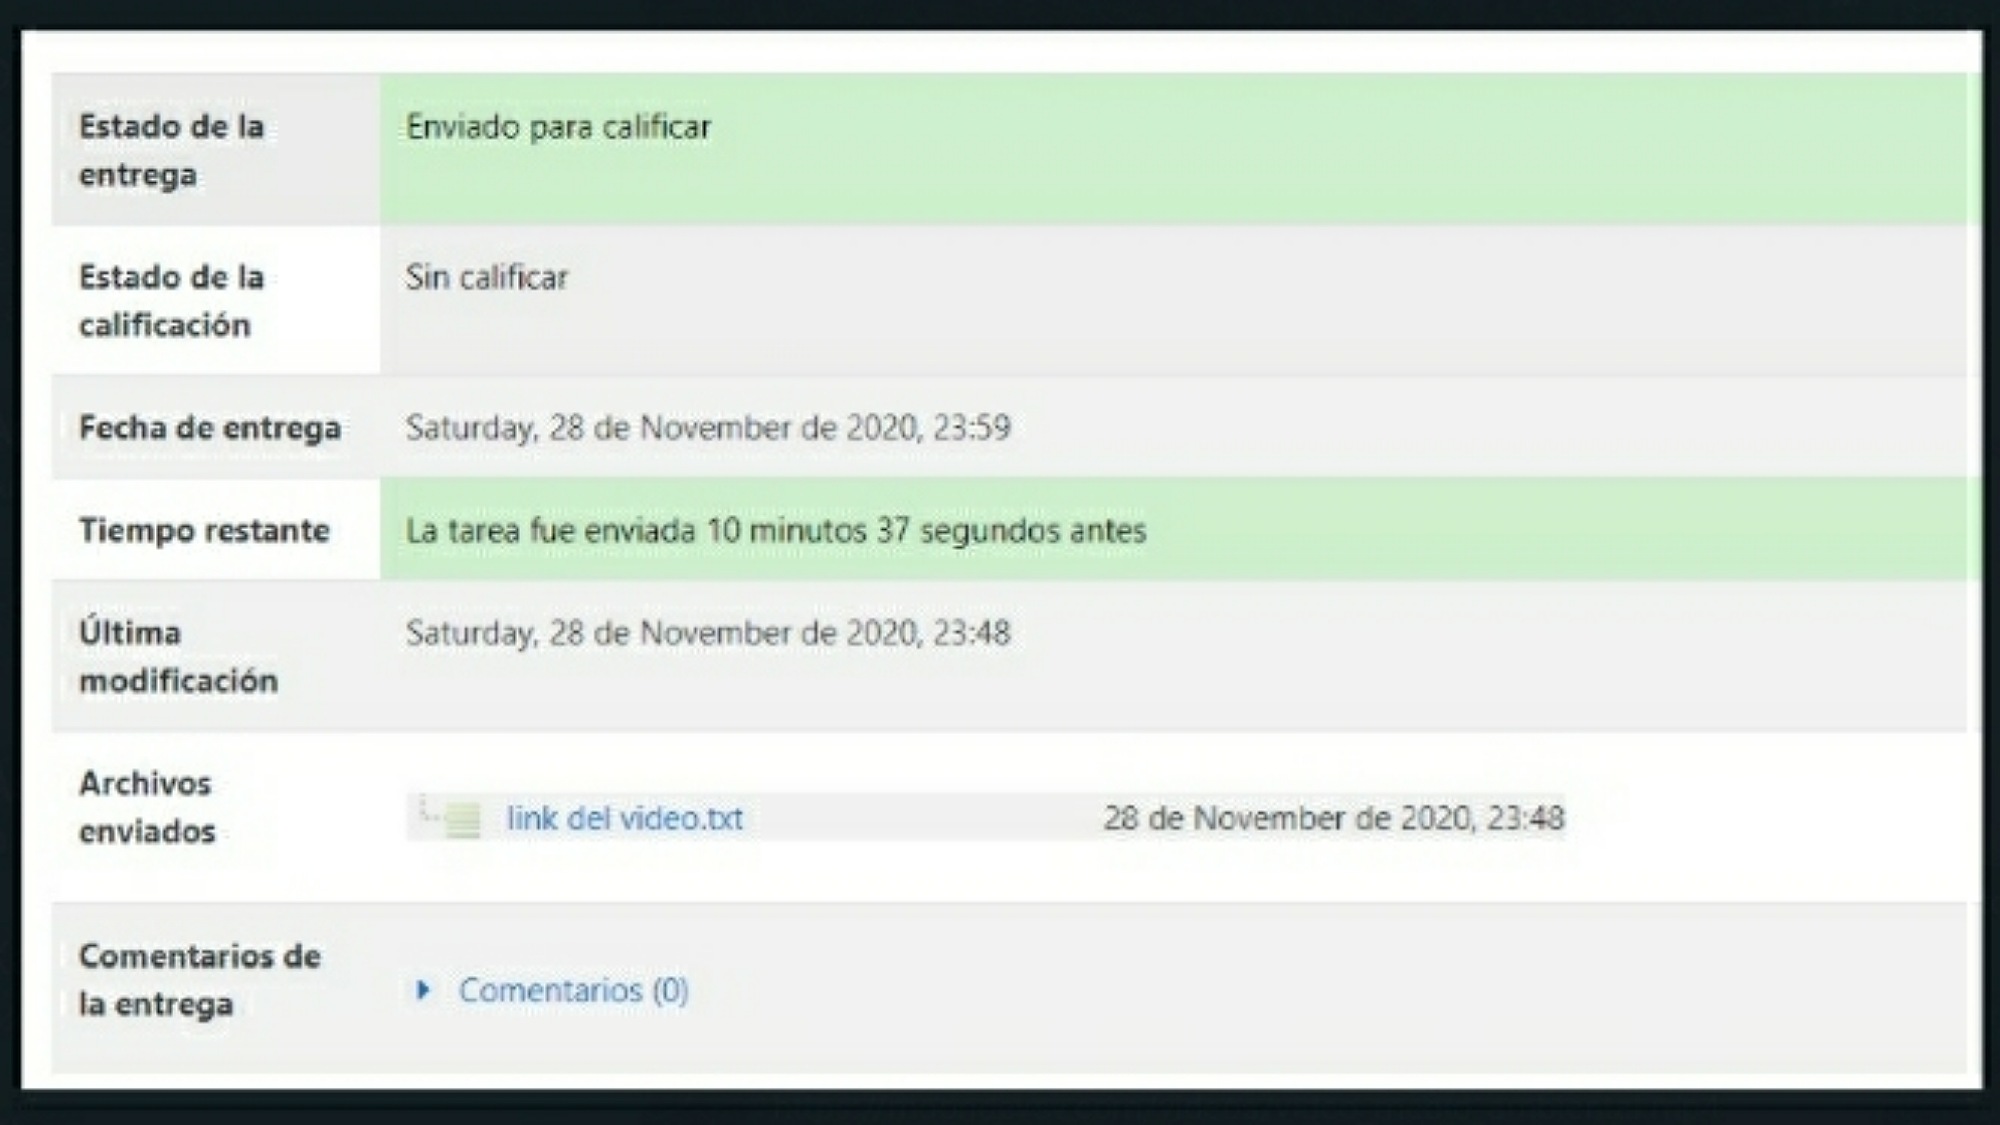 Estado de la
entrega
Enviado para calificar
Estado de la
calificación
Sin calificar
Fecha de entrega
Saturday, 28 de November de 2020, 23:59
Tiempo restante
La tarea fue enviada 10 minutos 37 segundos antes
Última
modificación
Saturday, 28 de November de 2020, 23:48
Archivos
enviados
link del video.txt
28 de November de 2020, 23:48
Comentarios de
la entrega
Comentarios (0)